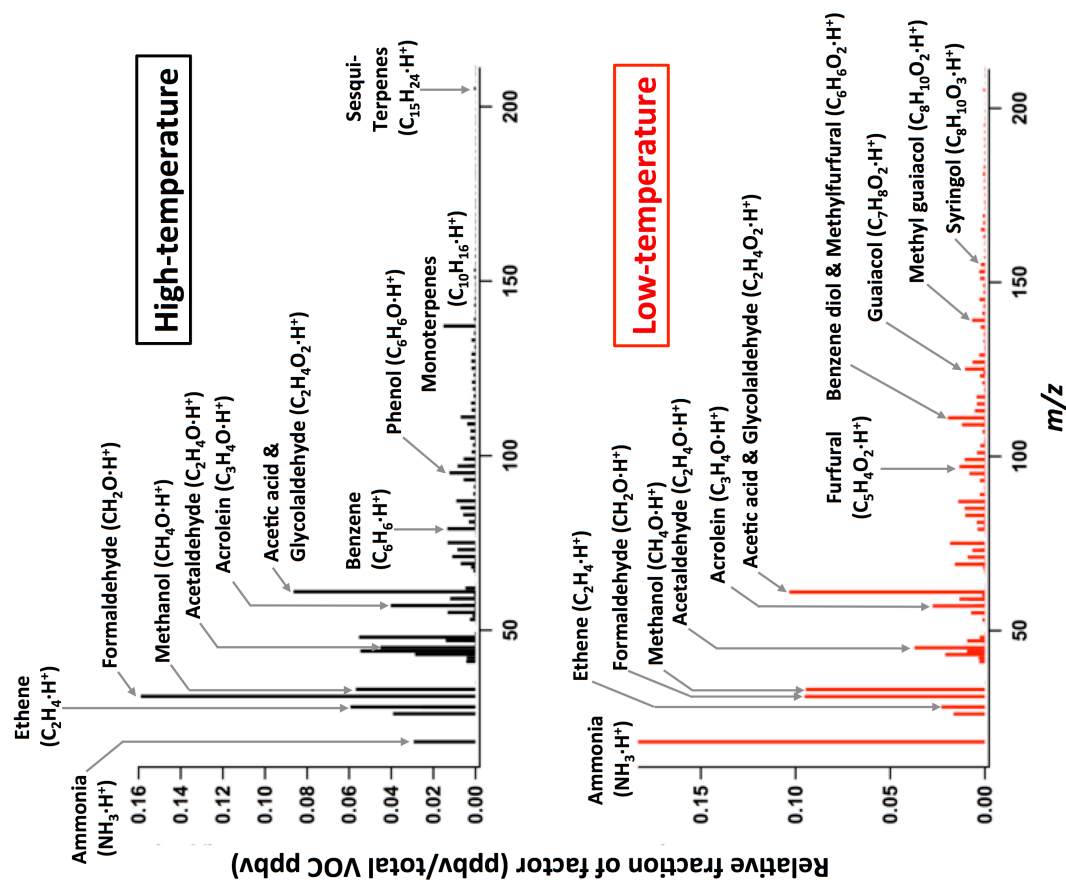 High-temperature
Ammonia
(NH₃·H⁺)
Ethene
(C₂H₄·H⁺)
Formaldehyde (CH₂O·H⁺)
Methanol (CH₄O·H⁺)
Acetaldehyde (C₂H₄O·H⁺)
Acrolein (C₃H₄O·H⁺)
Acetic acid &
Glycolaldehyde (C₂H₄O₂·H⁺)
Benzene
(C₆H₆·H⁺)
Phenol (C₆H₆O·H⁺)
Monoterpenes
(C₁₀H₁₆·H⁺)
Sesqui-
Terpenes
(C₁₅H₂₄·H⁺)
0.16
0.14
0.12
0.10
0.08
0.06
0.04
0.02
0.00
50
100
150
200
Low-temperature
Ammonia
(NH₃·H⁺)
Ethene (C₂H₄·H⁺)
Formaldehyde (CH₂O·H⁺)
Methanol (CH₄O·H⁺)
Acetaldehyde (C₂H₄O·H⁺)
Acrolein (C₃H₄O·H⁺)
Acetic acid & Glycolaldehyde (C₂H₄O₂·H⁺)
Furfural
(C₅H₄O₂·H⁺)
Benzene diol & Methylfurfural (C₆H₆O₂·H⁺)
Guaiacol (C₇H₈O₂·H⁺)
Methyl guaiacol (C₈H₁₀O₂·H⁺)
Syringol (C₈H₁₀O₃·H⁺)
0.15
0.10
0.05
0.00
50
100
150
200
m/z
Relative fraction of factor (ppbv/total VOC ppbv)